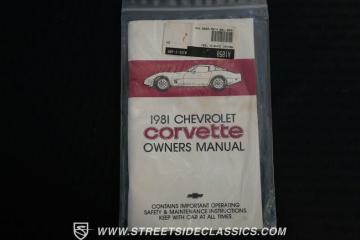 A1058
1981 CHEVROLET
corvette
OWNERS MANUAL
CONTAINS IMPORTANT OPERATING
SAFETY & MAINTENANCE INSTRUCTIONS
KEEP WITH CAR AT ALL TIMES
WWW.STREETSIDECLASSICS.COM